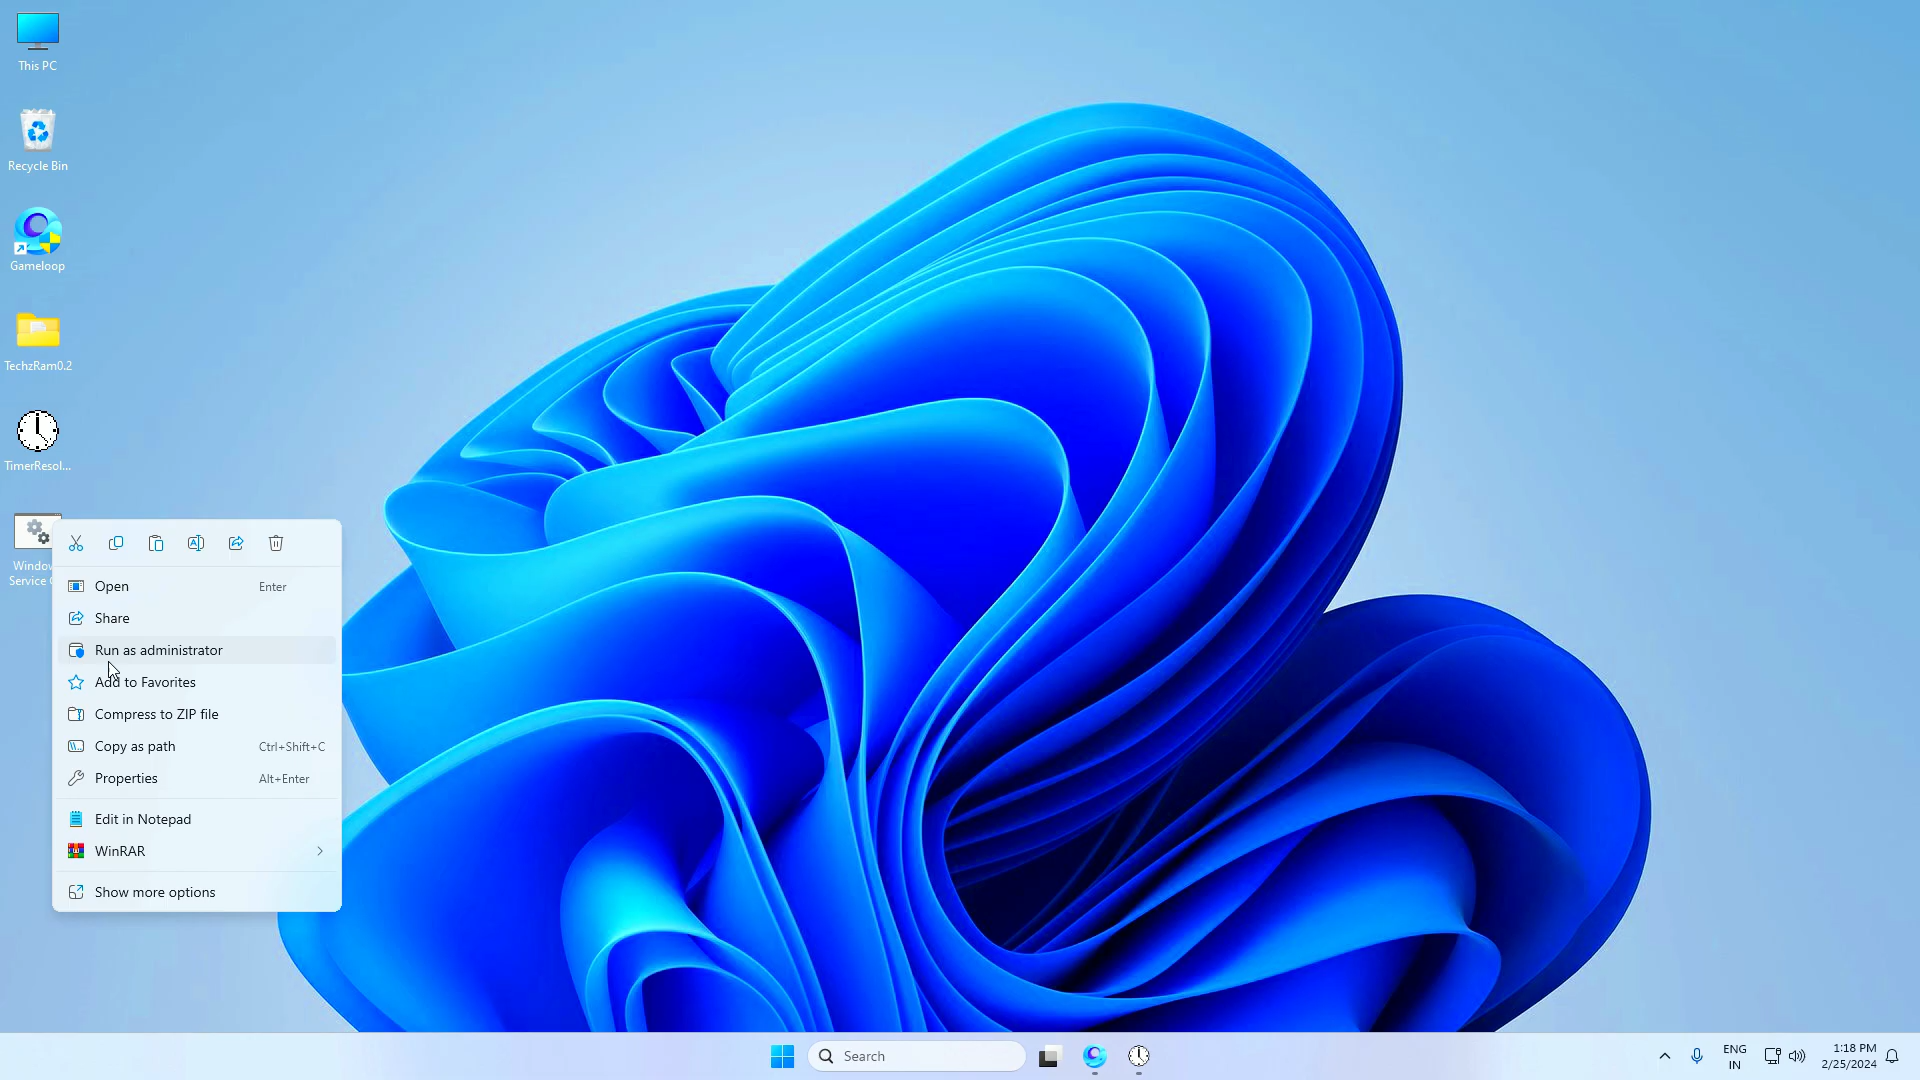 This PC
Recycle Bin
Gameloop
TechzRam0.2
TimerResol...
Service
Open Enter
Share
Run as administrator
Add to Favorites
Compress to ZIP file
Copy as path Ctrl+Shift+C
Properties Alt+Enter
Edit in Notepad
WinRAR
Show more options
Search
ENG
IN
1:18 PM
2/25/2024